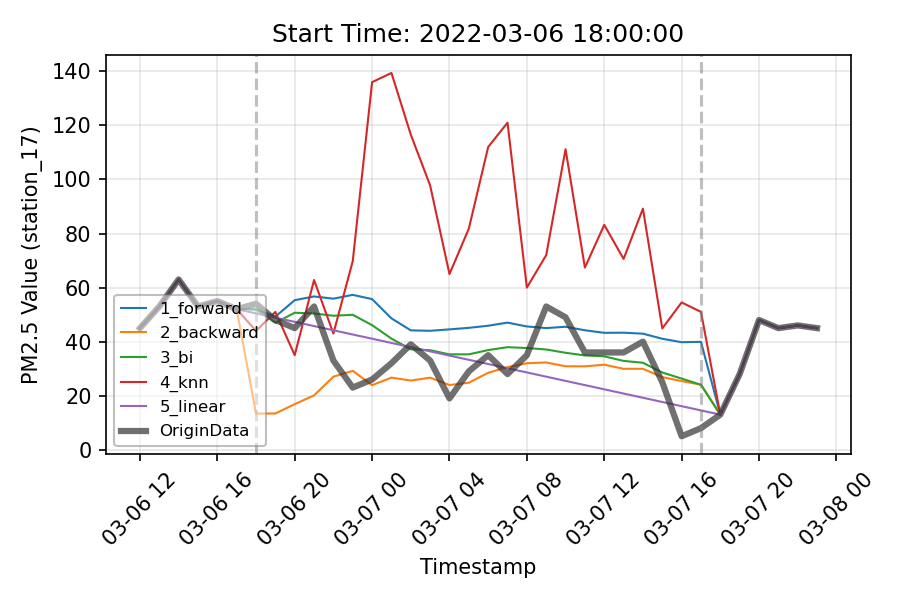 Start Time: 2022-03-06 18:00:00
PM2.5 Value (station_17)
140
120
100
80
60
40
20
0
1_forward
2_backward
3_bi
4_knn
5_linear
OriginData
03-06 12
03-06 16
03-06 20
03-07 00
03-07 04
03-07 08
03-07 12
03-07 16
03-07 20
03-08 00
Timestamp